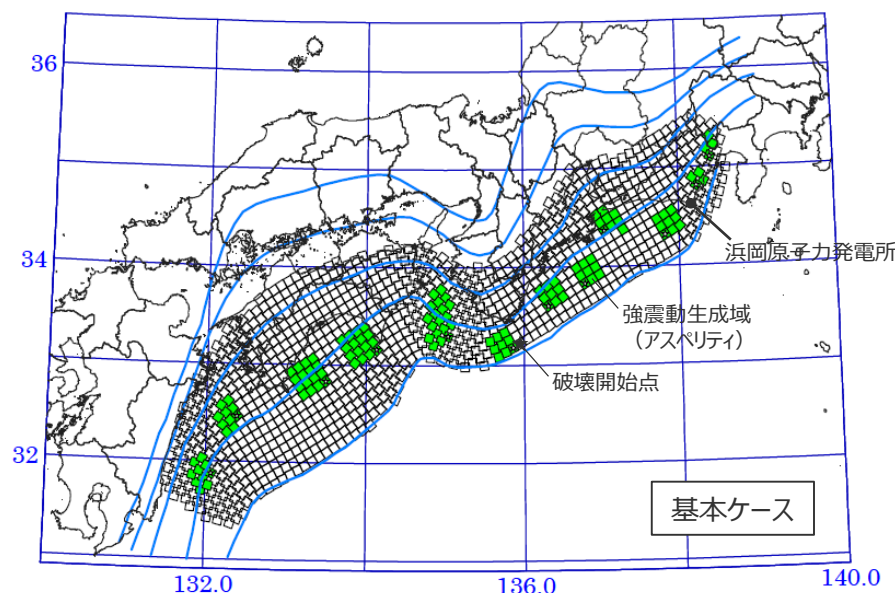 36
34
32
浜岡原子力発電所
強震動生成域
（アスペリティ）
破壊開始点
基本ケース
132.0
136.0
140.0